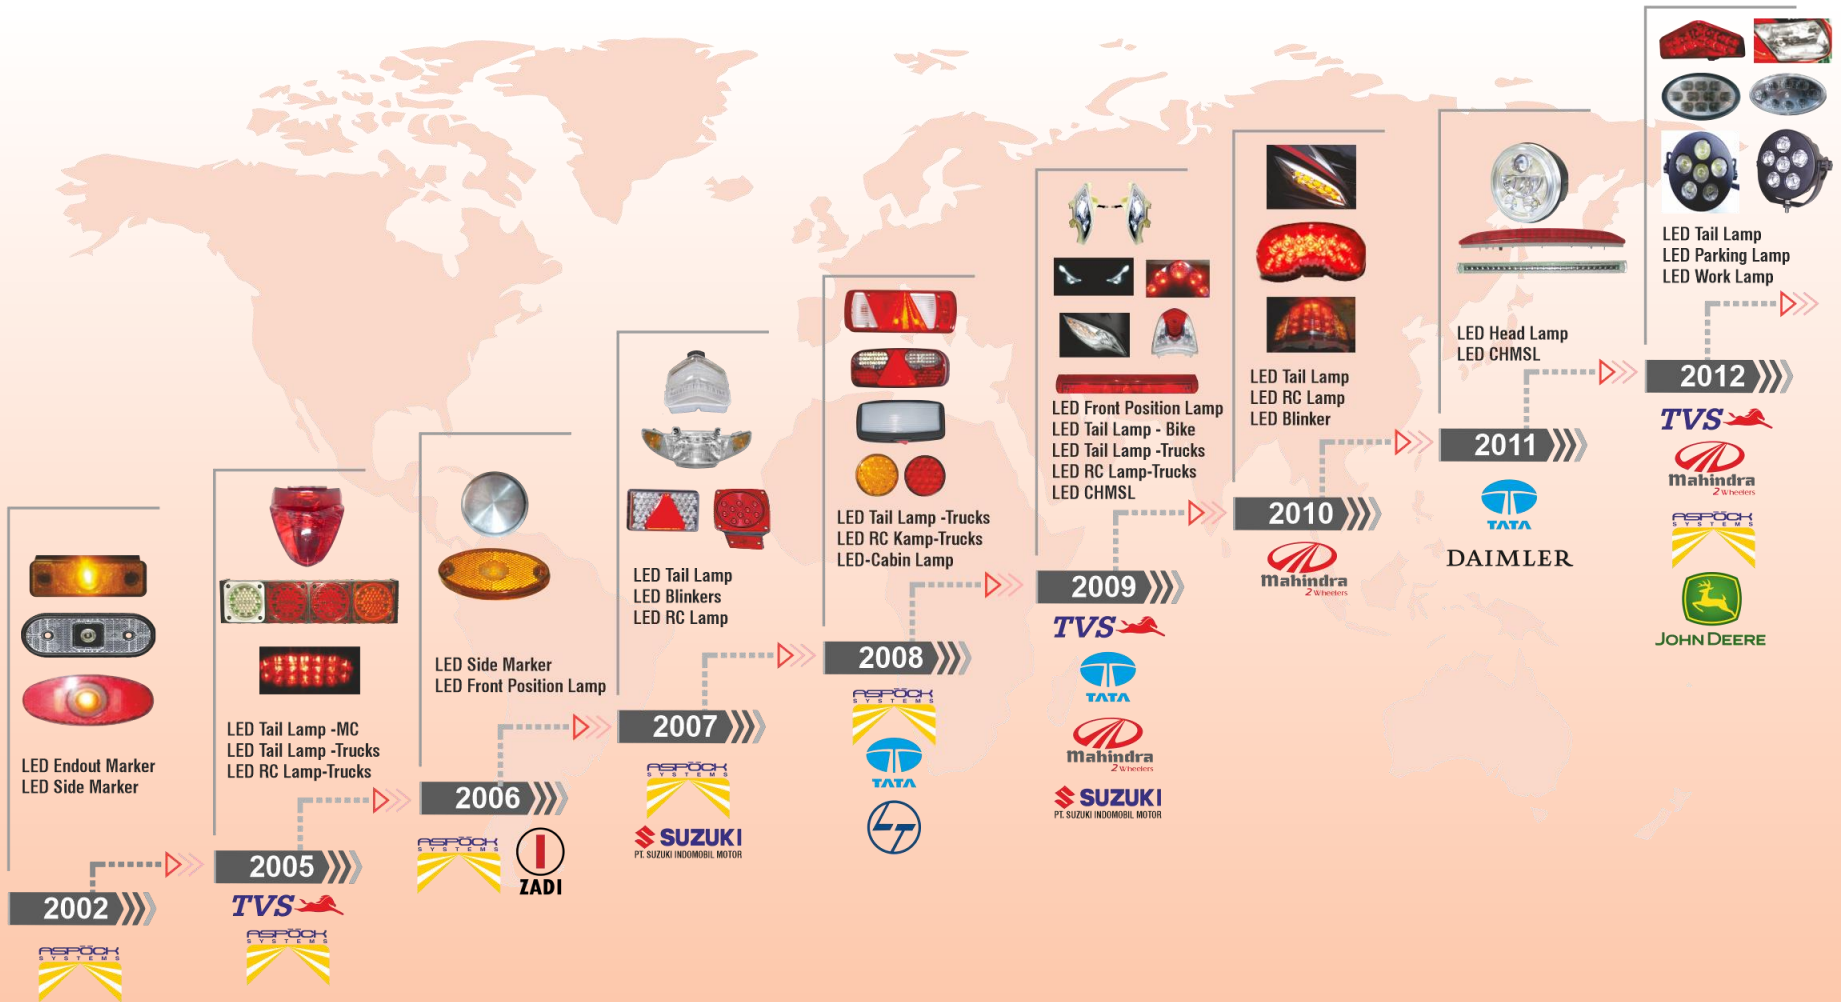 LED Endout Marker
LED Side Marker
2002
ASPÖCK
SYSTEMS
LED Tail Lamp -MC
LED Tail Lamp -Trucks
LED RC Lamp-Trucks
2005
TVS
ASPÖCK
SYSTEMS
LED Side Marker
LED Front Position Lamp
2006
ASPÖCK
SYSTEMS
ZADI
LED Tail Lamp
LED Blinkers
LED RC Lamp
2007
ASPÖCK
SYSTEMS
SUZUKI
PT. SUZUKI INDOMOBIL MOTOR
LED Tail Lamp -Trucks
LED RC Kamp-Trucks
LED-Cabin Lamp
2008
ASPÖCK
SYSTEMS
TATA
LT
LED Front Position Lamp
LED Tail Lamp - Bike
LED Tail Lamp -Trucks
LED RC Lamp-Trucks
LED CHMSL
2009
TVS
TATA
Mahindra
2 Wheelers
SUZUKI
PT. SUZUKI INDOMOBIL MOTOR
LED Tail Lamp
LED RC Lamp
LED Blinker
2010
Mahindra
2 Wheelers
LED Head Lamp
LED CHMSL
2011
TATA
DAIMLER
LED Tail Lamp
LED Parking Lamp
LED Work Lamp
2012
TVS
Mahindra
2 Wheelers
ASPÖCK
SYSTEMS
JOHN DEERE